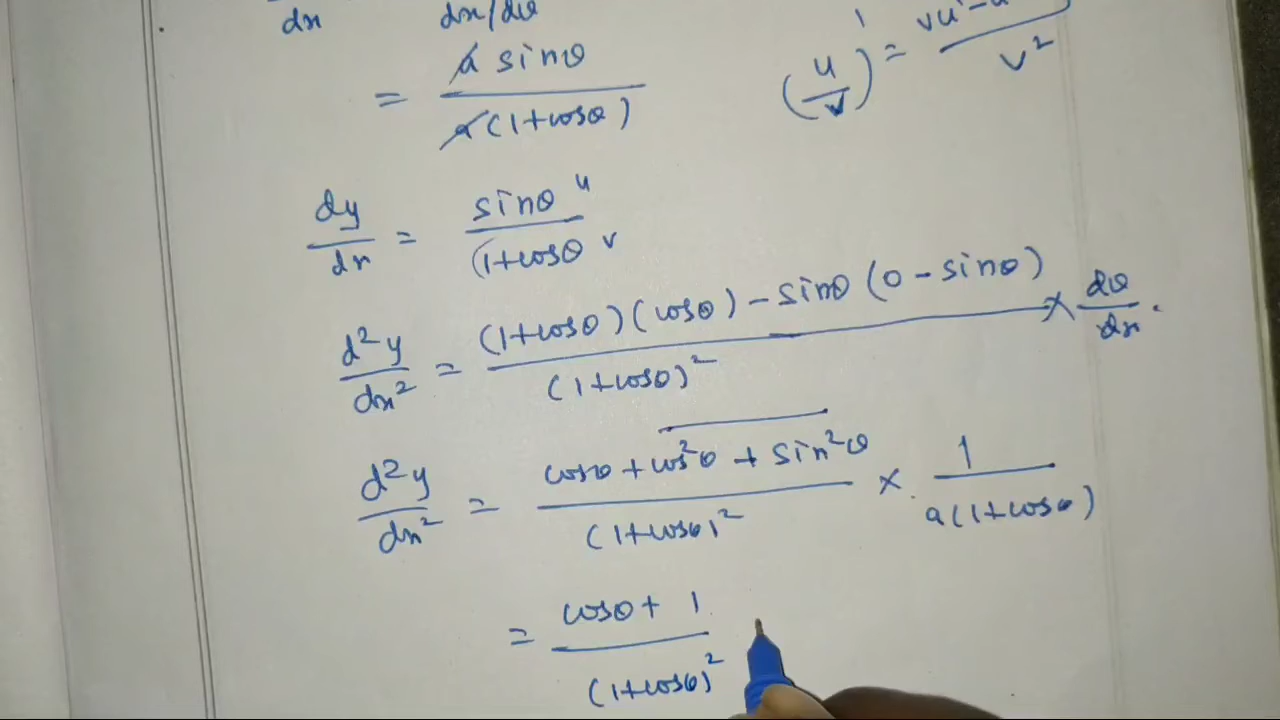 dx dx/dθ
= a sinθ / a(1+cosθ) (u/v)' = vu' - u / v²
dy/dx = sinθ u / (1+cosθ v
d²y/dx² = (1+cosθ)(cosθ) - sinθ (0 - sinθ) / (1+cosθ)² × dθ/dx .
d²y/dx² = cosθ + cos²θ + sin²θ / (1+cosθ)² × 1 / a(1+cosθ)
= cosθ + 1 / (1+cosθ)²